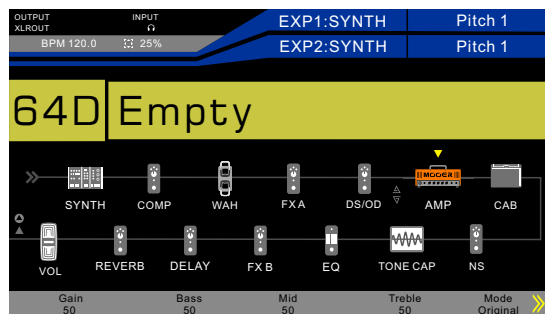 OUTPUT INPUT EXP1:SYNTH Pitch 1
XLROUT
BPM 120.0 25% EXP2:SYNTH Pitch 1
64D Empty
MOOER
SYNTH COMP WAH FX A DS/OD AMP CAB
VOL REVERB DELAY FX B EQ TONE CAP NS
Gain Bass Mid Treble Mode
50 50 50 50 Original